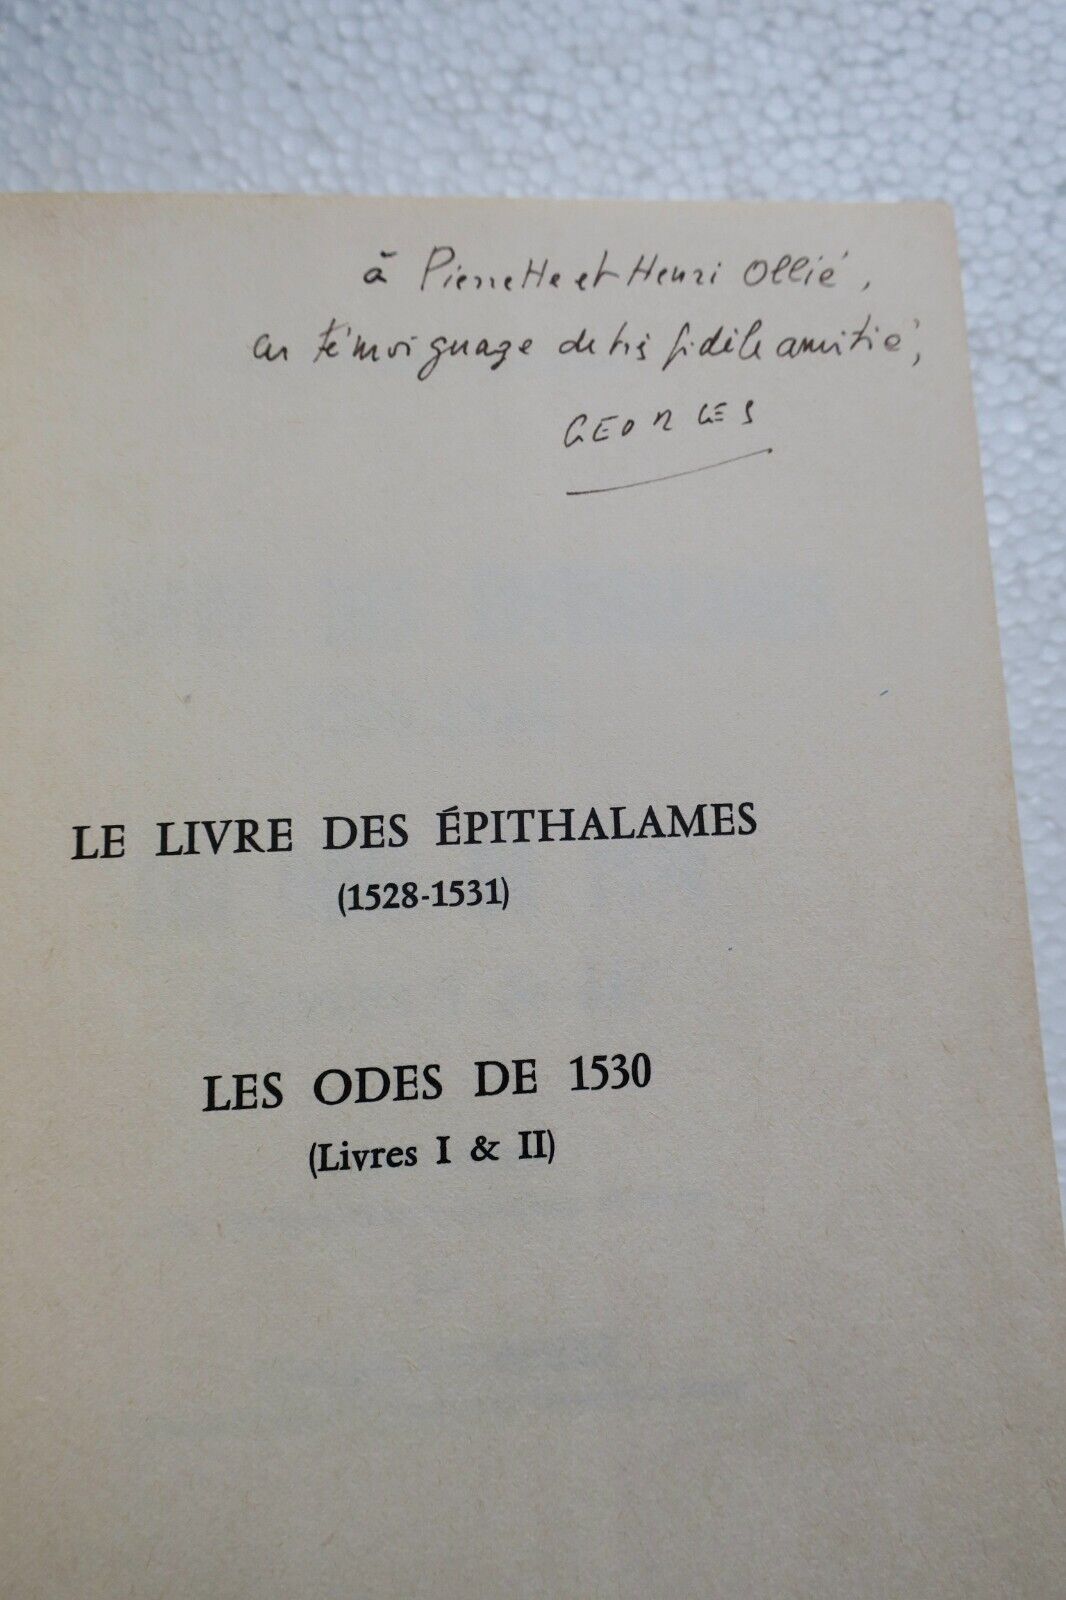 à Pierrette et Henri Ollié,
en témoignage de très fidèle amitié,
GEORGES
LE LIVRE DES ÉPITHALAMES
(1528-1531)
LES ODES DE 1530
(Livres I & II)